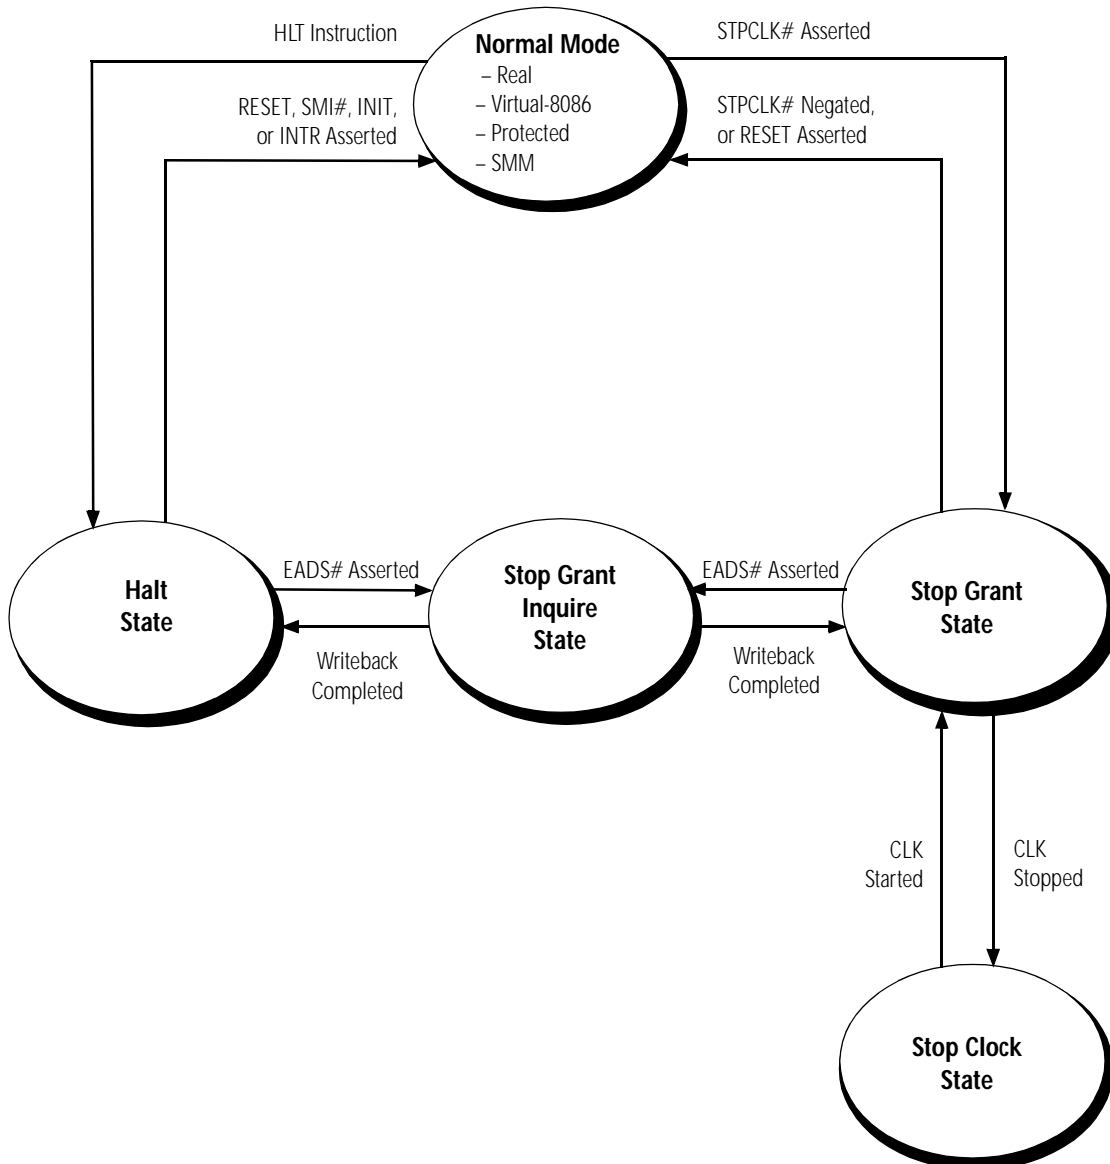 HLT Instruction
Normal Mode
– Real
– Virtual-8086
– Protected
– SMM
STPCLK# Asserted
RESET, SMI#, INIT,
or INTR Asserted
STPCLK# Negated,
or RESET Asserted
Halt
State
EADS# Asserted
Writeback
Completed
Stop Grant
Inquire
State
EADS# Asserted
Writeback
Completed
Stop Grant
State
CLK
Started
CLK
Stopped
Stop Clock
State